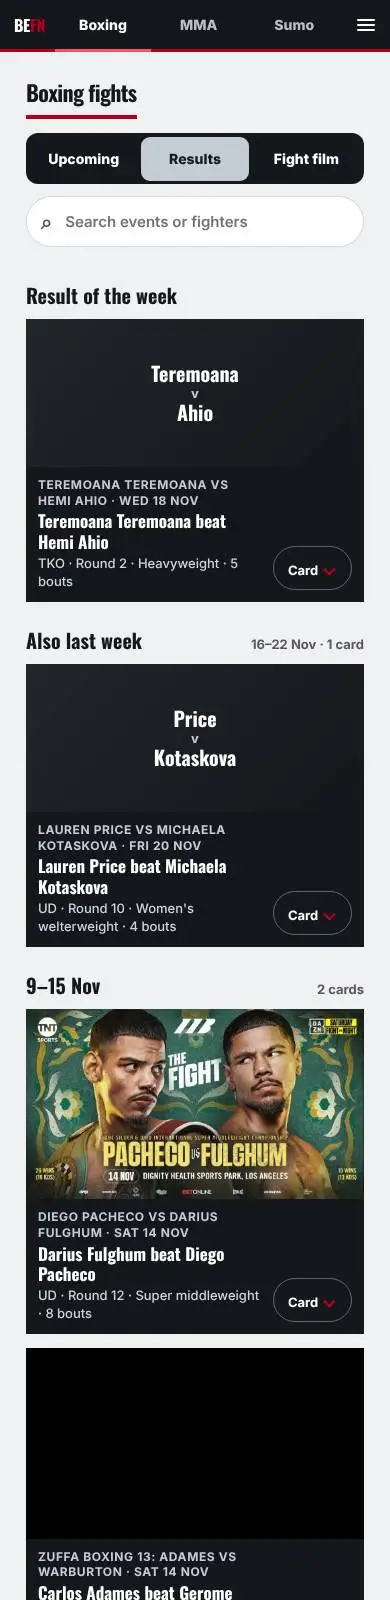 BEFN
Boxing
MMA
Sumo
Boxing fights
Upcoming
Results
Fight film
Search events or fighters
Result of the week
Teremoana
v
Ahio
TEREMOANA TEREMOANA VS
HEMI AHIO · WED 18 NOV
Teremoana Teremoana beat
Hemi Ahio
TKO · Round 2 · Heavyweight · 5
bouts
Card
Also last week
16–22 Nov · 1 card
Price
v
Kotaskova
LAUREN PRICE VS MICHAELA
KOTASKOVA · FRI 20 NOV
Lauren Price beat Michaela
Kotaskova
UD · Round 10 · Women's
welterweight · 4 bouts
Card
9–15 Nov
2 cards
TNT
SPORTS
DAZN
SATURDAY
FIGHT NIGHT
THE
FIGHT
PACHECO VS FULGHUM
14 NOV
DIGNITY HEALTH SPORTS PARK, LOS ANGELES
BETONLINE
DIEGO PACHECO VS DARIUS
FULGHUM · SAT 14 NOV
Darius Fulghum beat Diego
Pacheco
UD · Round 12 · Super middleweight
· 8 bouts
Card
ZUFFA BOXING 13: ADAMES VS
WARBURTON · SAT 14 NOV
Carlos Adames beat Gerome